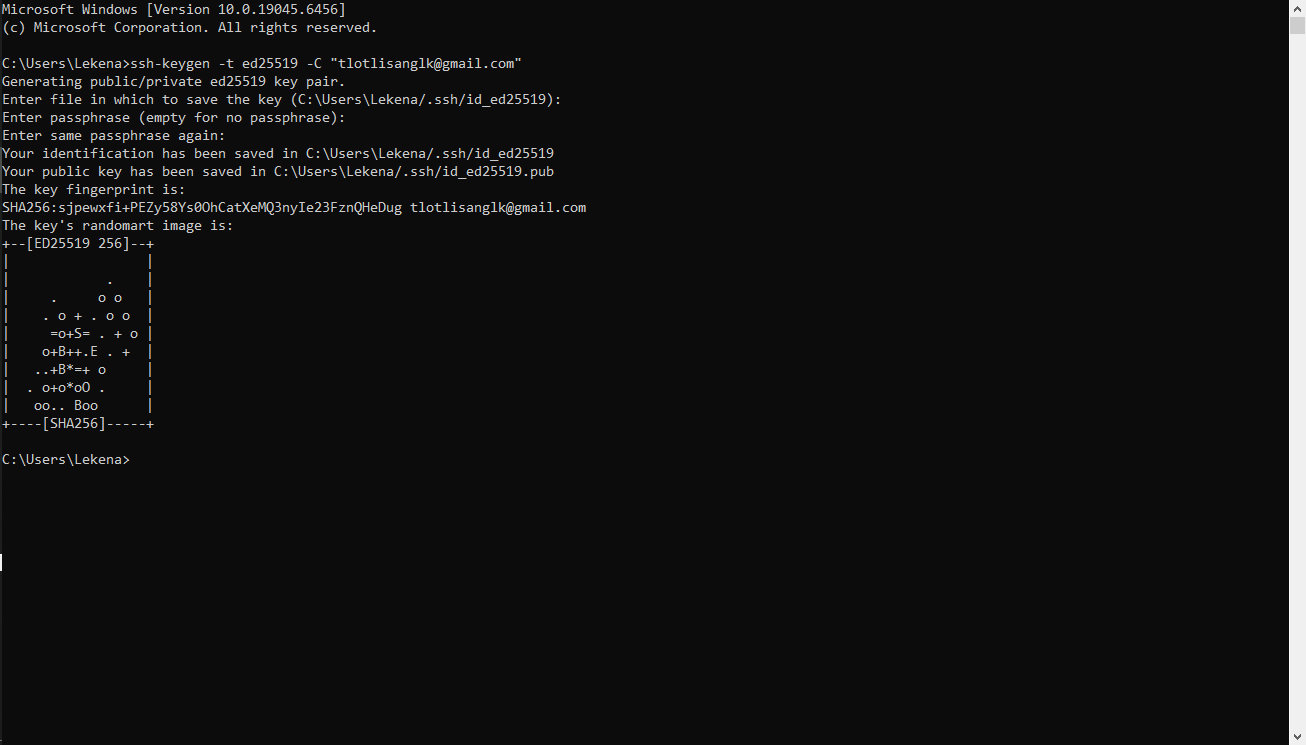 Microsoft Windows [Version 10.0.19045.6456]
(c) Microsoft Corporation. All rights reserved.

C:\Users\Lekena>ssh-keygen -t ed25519 -C "tlotlisanglk@gmail.com"
Generating public/private ed25519 key pair.
Enter file in which to save the key (C:\Users\Lekena/.ssh/id_ed25519):
Enter passphrase (empty for no passphrase):
Enter same passphrase again:
Your identification has been saved in C:\Users\Lekena/.ssh/id_ed25519
Your public key has been saved in C:\Users\Lekena/.ssh/id_ed25519.pub
The key fingerprint is:
SHA256:sjpewxfi+PEZy58Ys0OhCatXeMQ3nyIe23FznQHeDug tlotlisanglk@gmail.com
The key's randomart image is:
+--[ED25519 256]--+
|                 |
|            .    |
|     .     o o   |
|    . o + . o o  |
|     =o+S= . + o |
|    o+B++.E . +  |
|   ..+B*=+ o     |
|  . o+o*oO .     |
|   oo.. Boo      |
+----[SHA256]-----+

C:\Users\Lekena>